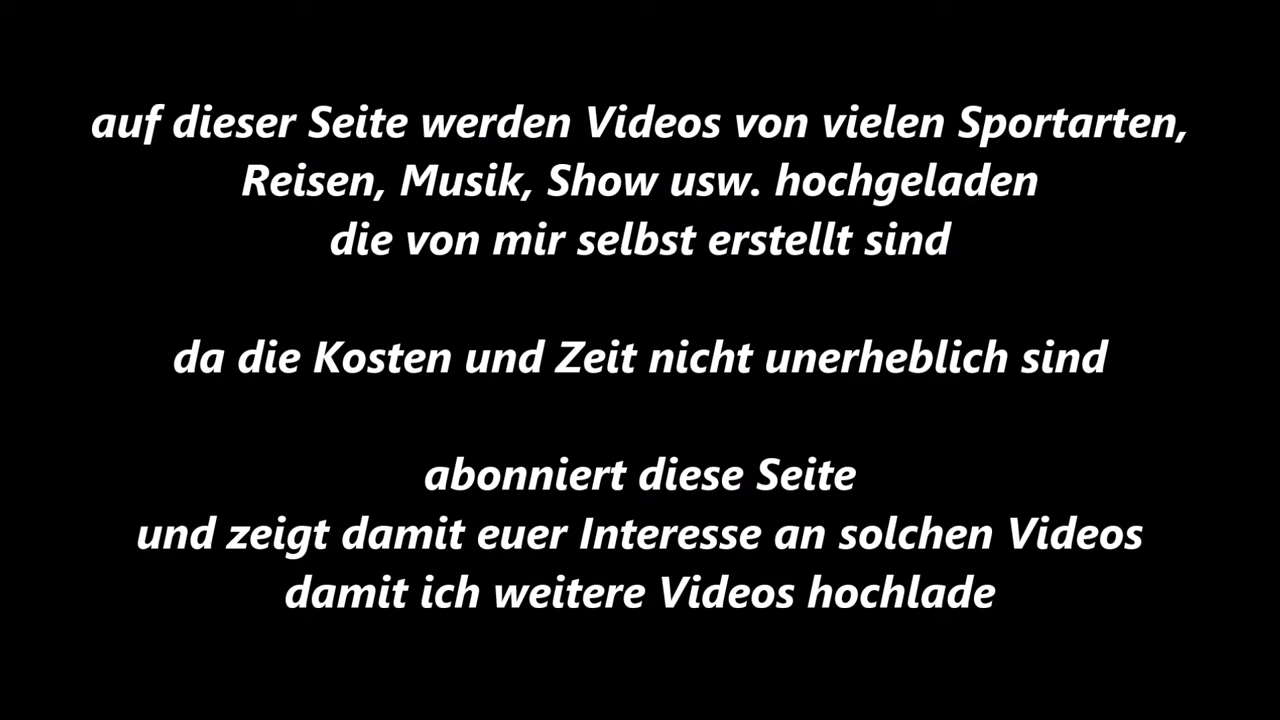 auf dieser Seite werden Videos von vielen Sportarten,
Reisen, Musik, Show usw. hochgeladen
die von mir selbst erstellt sind
da die Kosten und Zeit nicht unerheblich sind
abonniert diese Seite
und zeigt damit euer Interesse an solchen Videos
damit ich weitere Videos hochlade